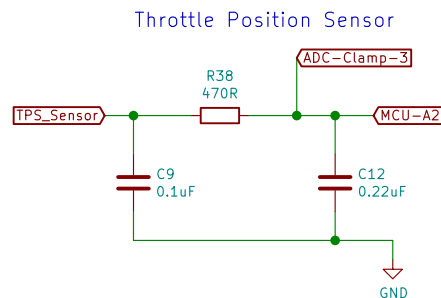 Throttle Position Sensor
ADC-Clamp-3
R38
470R
TPS_Sensor
MCU-A2
C9
0.1uF
C12
0.22uF
GND